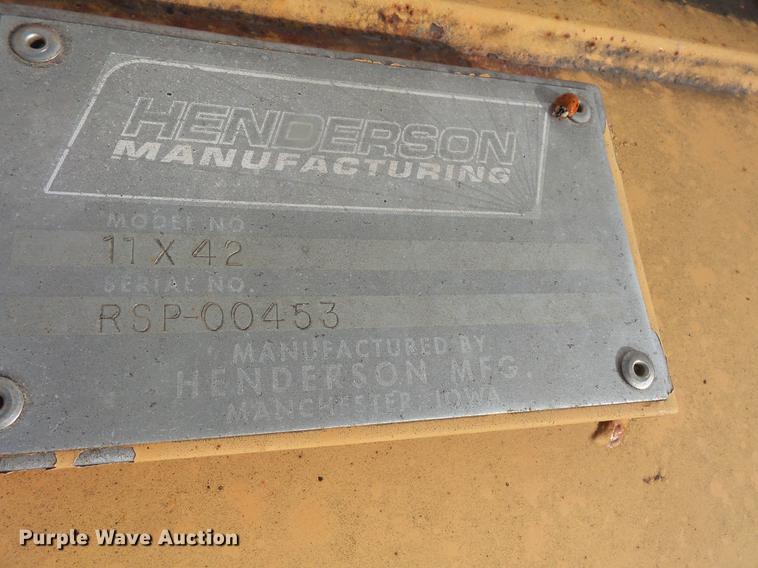 HENDERSON
MANUFACTURING
MODEL NO.
11 X 42
SERIAL NO.
RSP-00453
MANUFACTURED BY
HENDERSON MFG.
MANCHESTER, IOWA
Purple Wave Auction